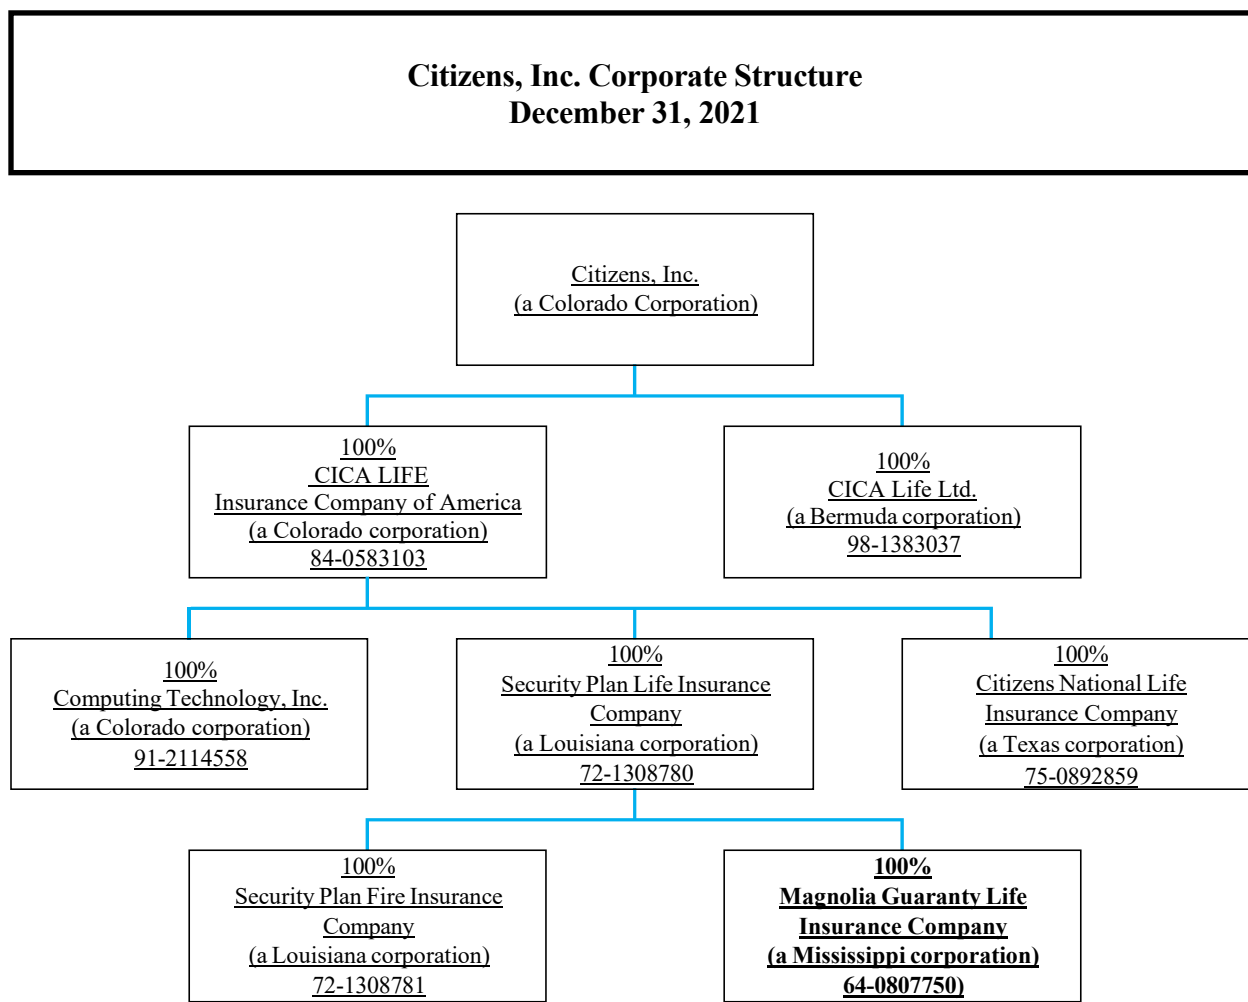 Citizens, Inc. Corporate Structure
December 31, 2021
Citizens, Inc.
(a Colorado Corporation)
100%
CICA LIFE
Insurance Company of America
(a Colorado corporation)
84-0583103
100%
CICA Life Ltd.
(a Bermuda corporation)
98-1383037
100%
Computing Technology, Inc.
(a Colorado corporation)
91-2114558
100%
Security Plan Life Insurance
Company
(a Louisiana corporation)
72-1308780
100%
Citizens National Life
Insurance Company
(a Texas corporation)
75-0892859
100%
Security Plan Fire Insurance
Company
(a Louisiana corporation)
72-1308781
100%
Magnolia Guaranty Life
Insurance Company
(a Mississippi corporation)
64-0807750)